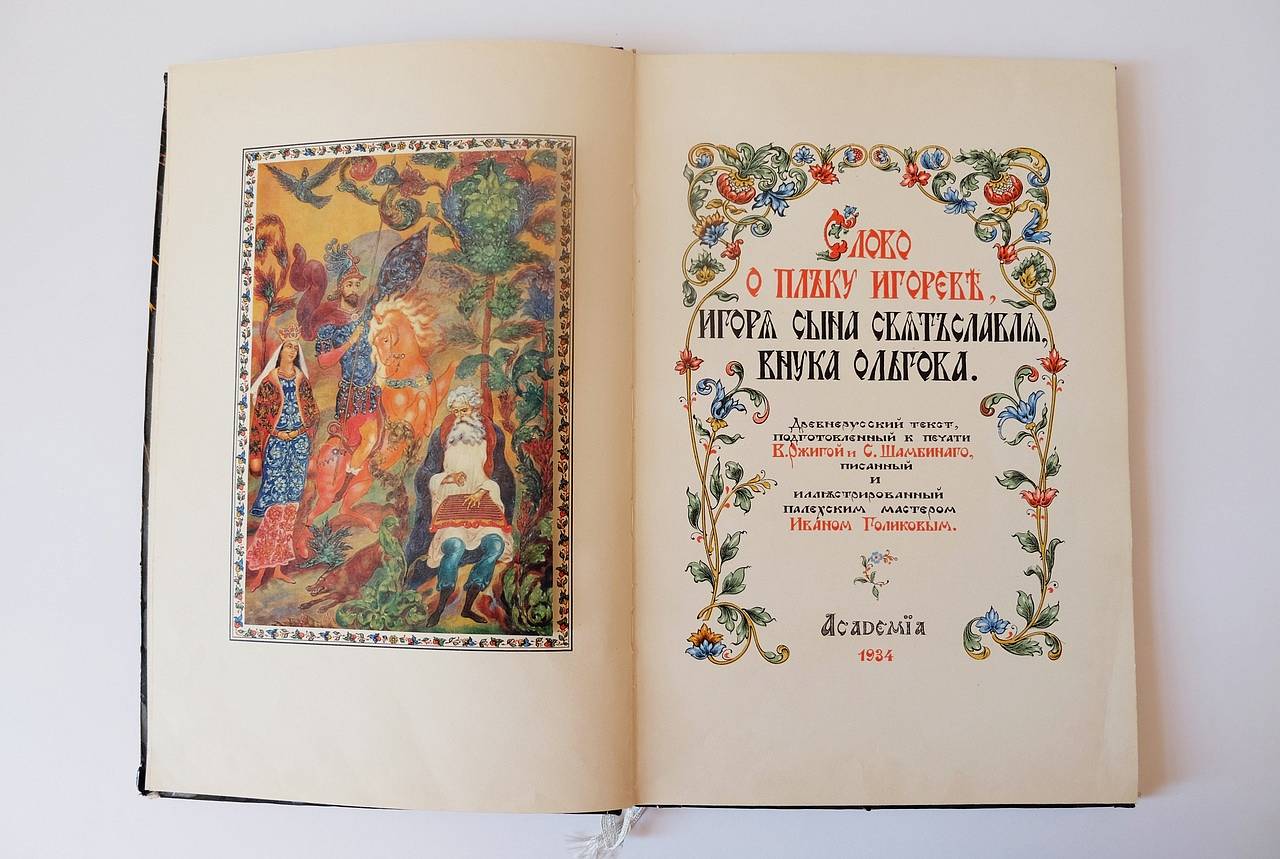 Слово
о плъку Игоревѣ,
Игоря сына Святъславля,
внука Ольгова.
Древнерусский текст,
подготовленный к печати
В. Ржигой и С. Шамбинаго,
писанный
и
иллюстрированный
палехским мастером
Иваном Голиковым.
Academia
1934